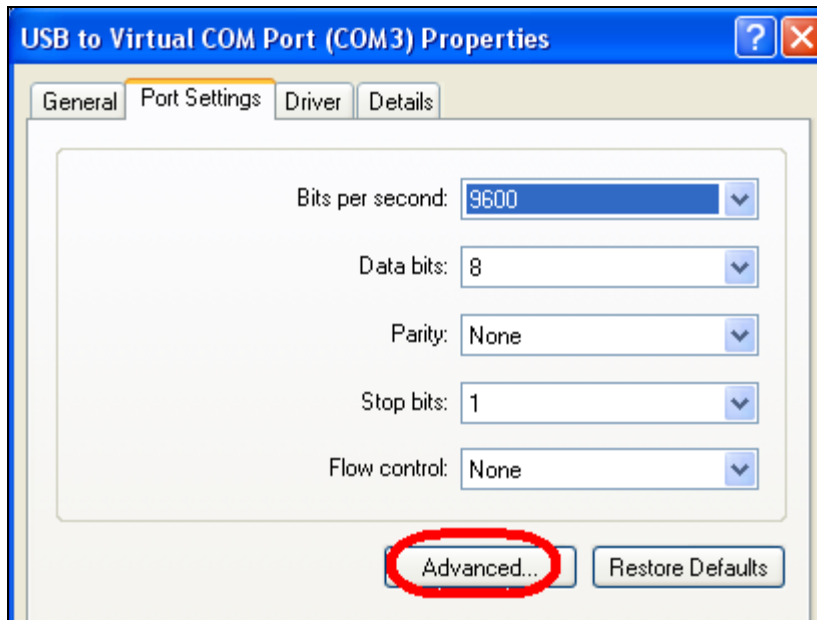 USB to Virtual COM Port (COM3) Properties
General Port Settings Driver Details
Bits per second: 9600
Data bits: 8
Parity: None
Stop bits: 1
Flow control: None
Advanced... Restore Defaults